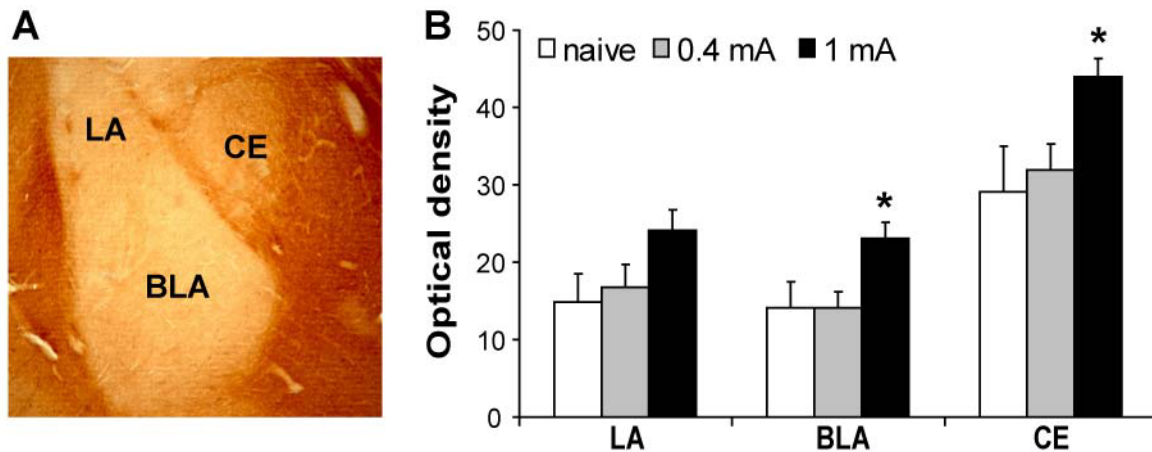 A
LA
CE
BLA
B
Optical density
50
40
30
20
10
0
naive 0.4 mA 1 mA
*
*
LA BLA CE